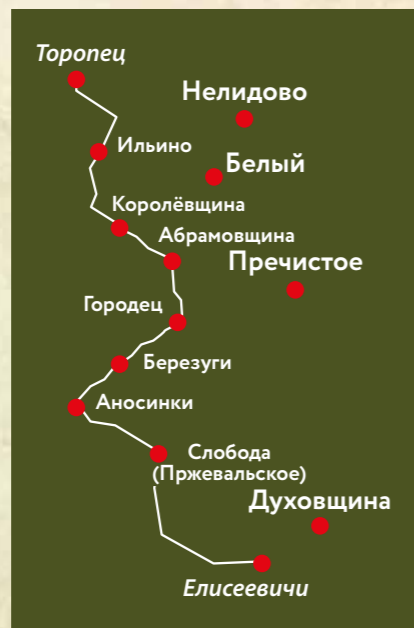 Торопец
Нелидово
Ильино
Белый
Королёвщина
Абрамовщина
Пречистое
Городец
Березуги
Аносинки
Слобода
(Пржевальское)
Духовщина
Елисеевичи